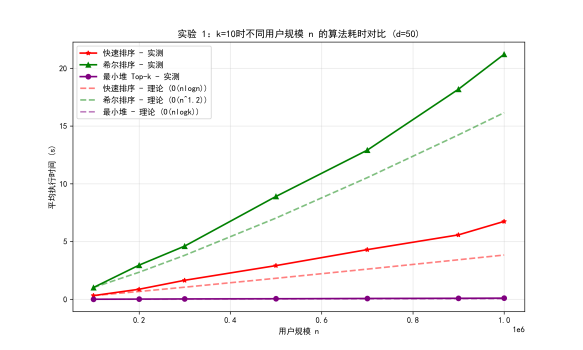 实验 1：k=10时不同用户规模 n 的算法耗时对比 (d=50)
快速排序 - 实测
希尔排序 - 实测
最小堆 Top-k - 实测
快速排序 - 理论 (O(nlogn))
希尔排序 - 理论 (O(n^1.2))
最小堆 - 理论 (O(nlogk))
平均执行时间 (s)
20
15
10
5
0
0.2
0.4
0.6
0.8
1.0
1e6
用户规模 n